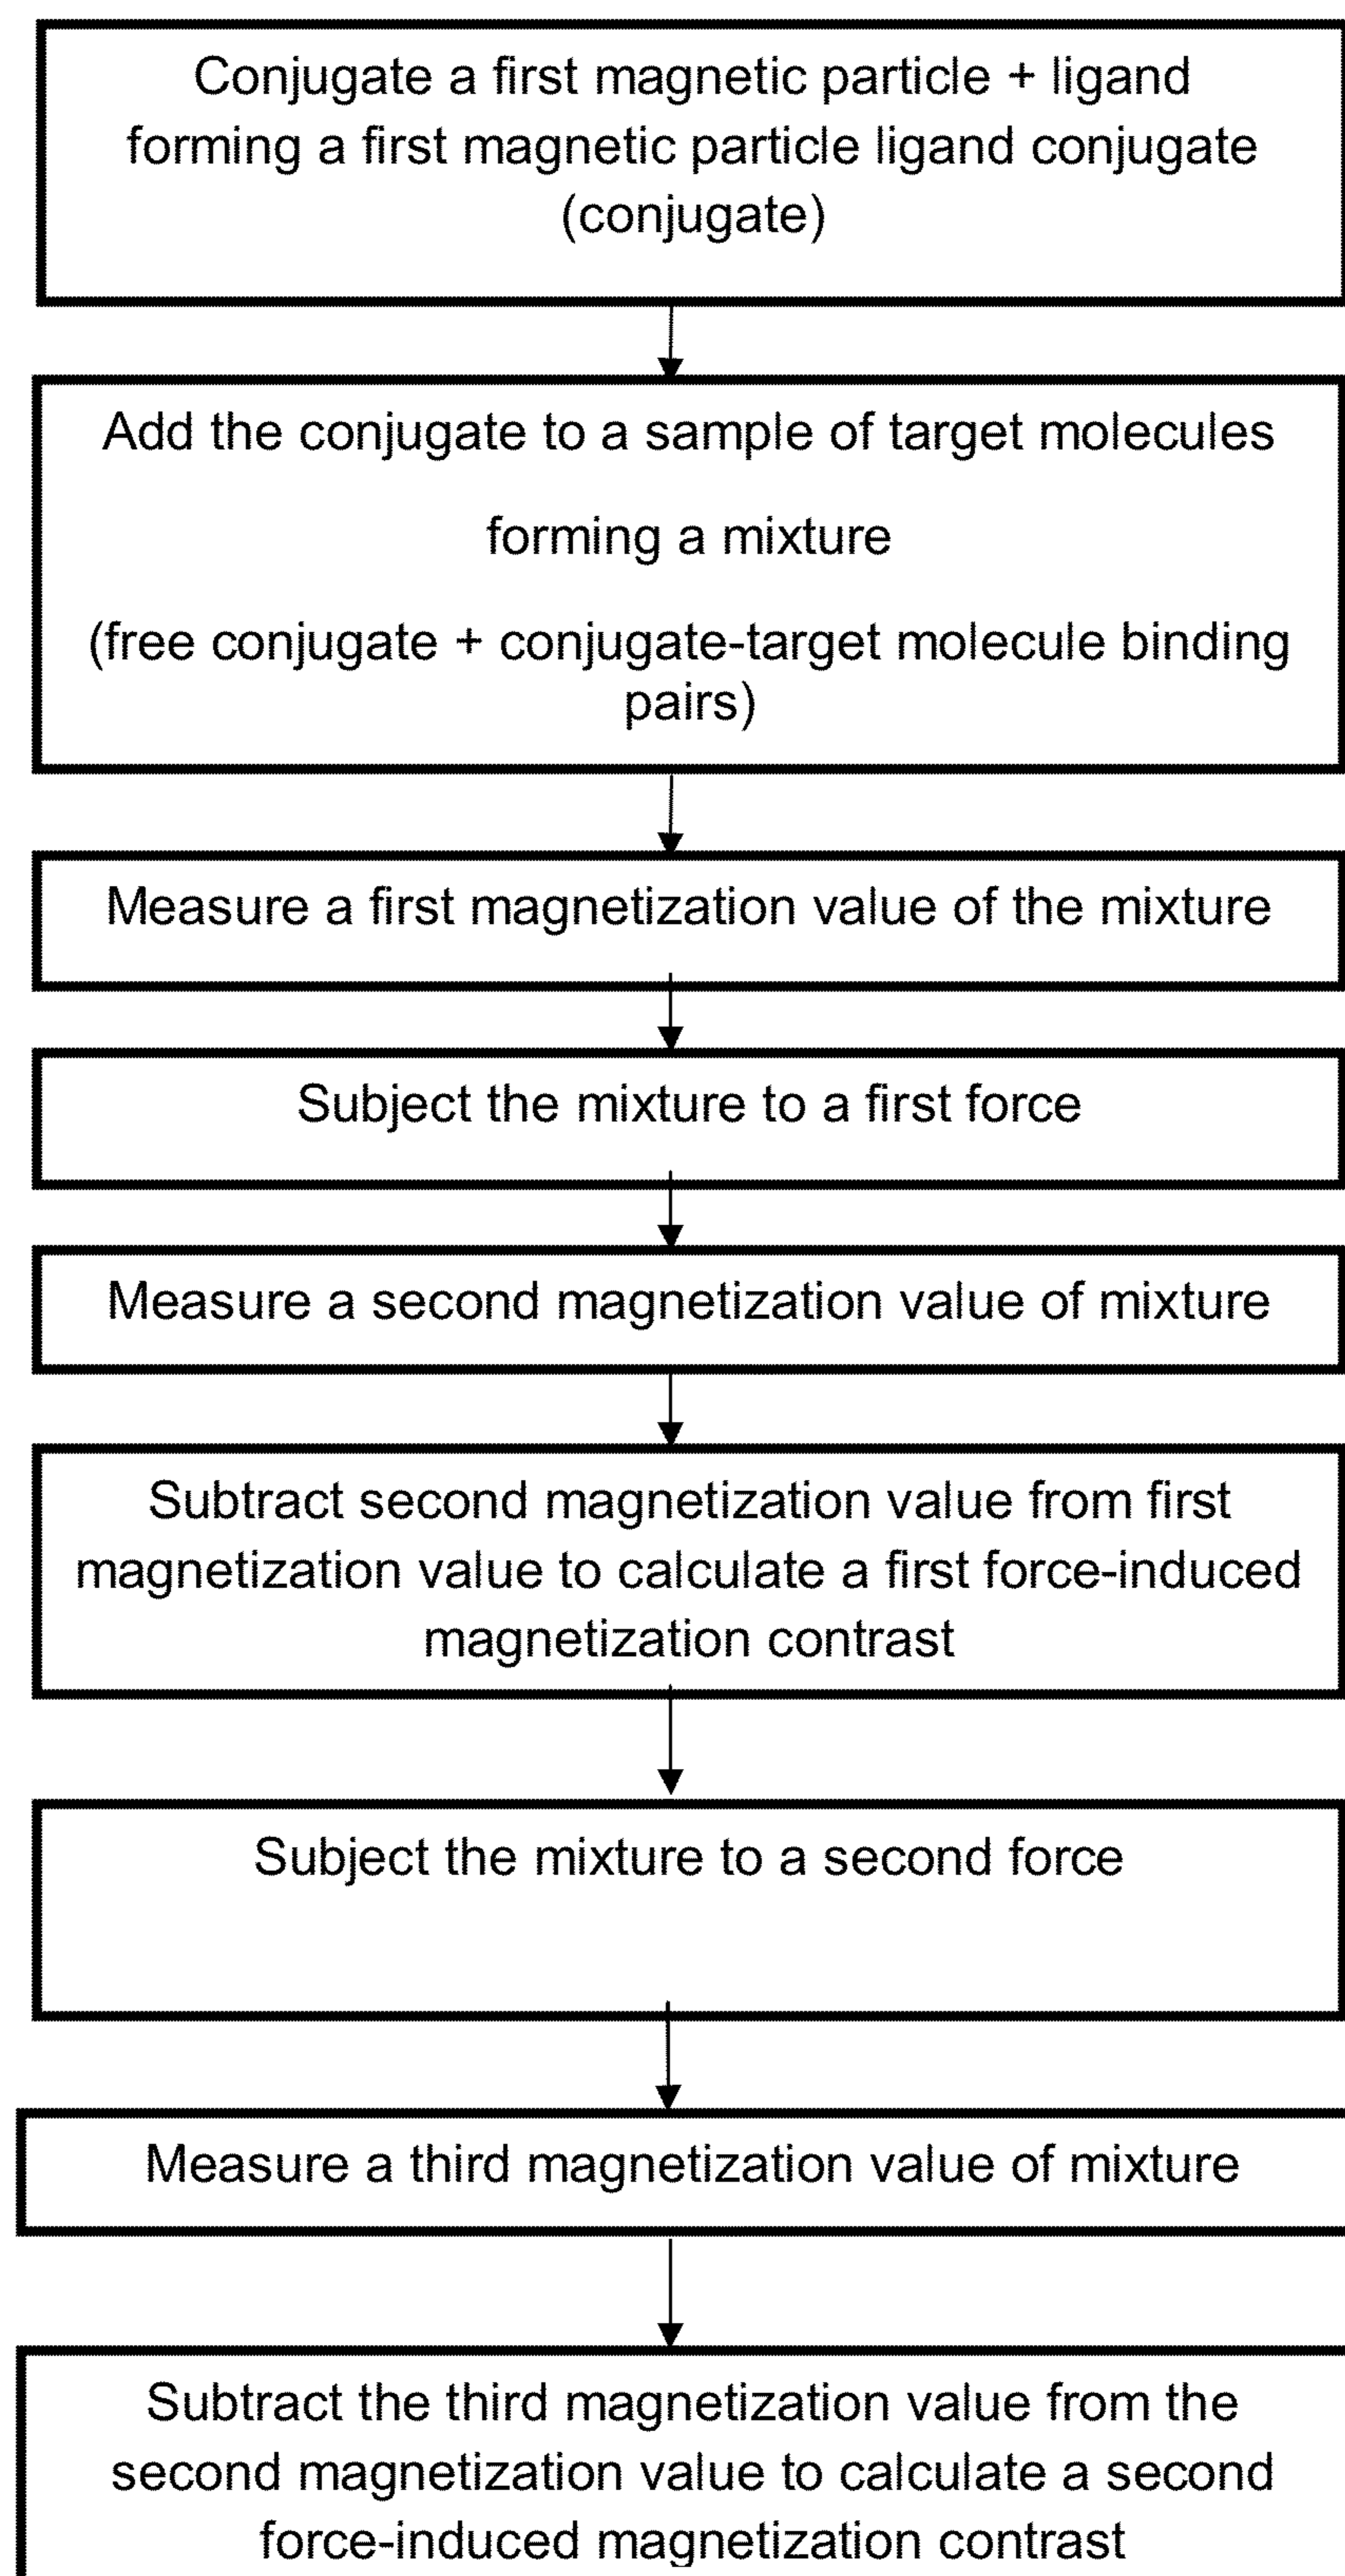 Conjugate a first magnetic particle + ligand
forming a first magnetic particle ligand conjugate
(conjugate)
Add the conjugate to a sample of target molecules
forming a mixture
(free conjugate + conjugate-target molecule binding
pairs)
Measure a first magnetization value of the mixture
Subject the mixture to a first force
Measure a second magnetization value of mixture
Subtract second magnetization value from first
magnetization value to calculate a first force-induced
magnetization contrast
Subject the mixture to a second force
Measure a third magnetization value of mixture
Subtract the third magnetization value from the
second magnetization value to calculate a second
force-induced magnetization contrast